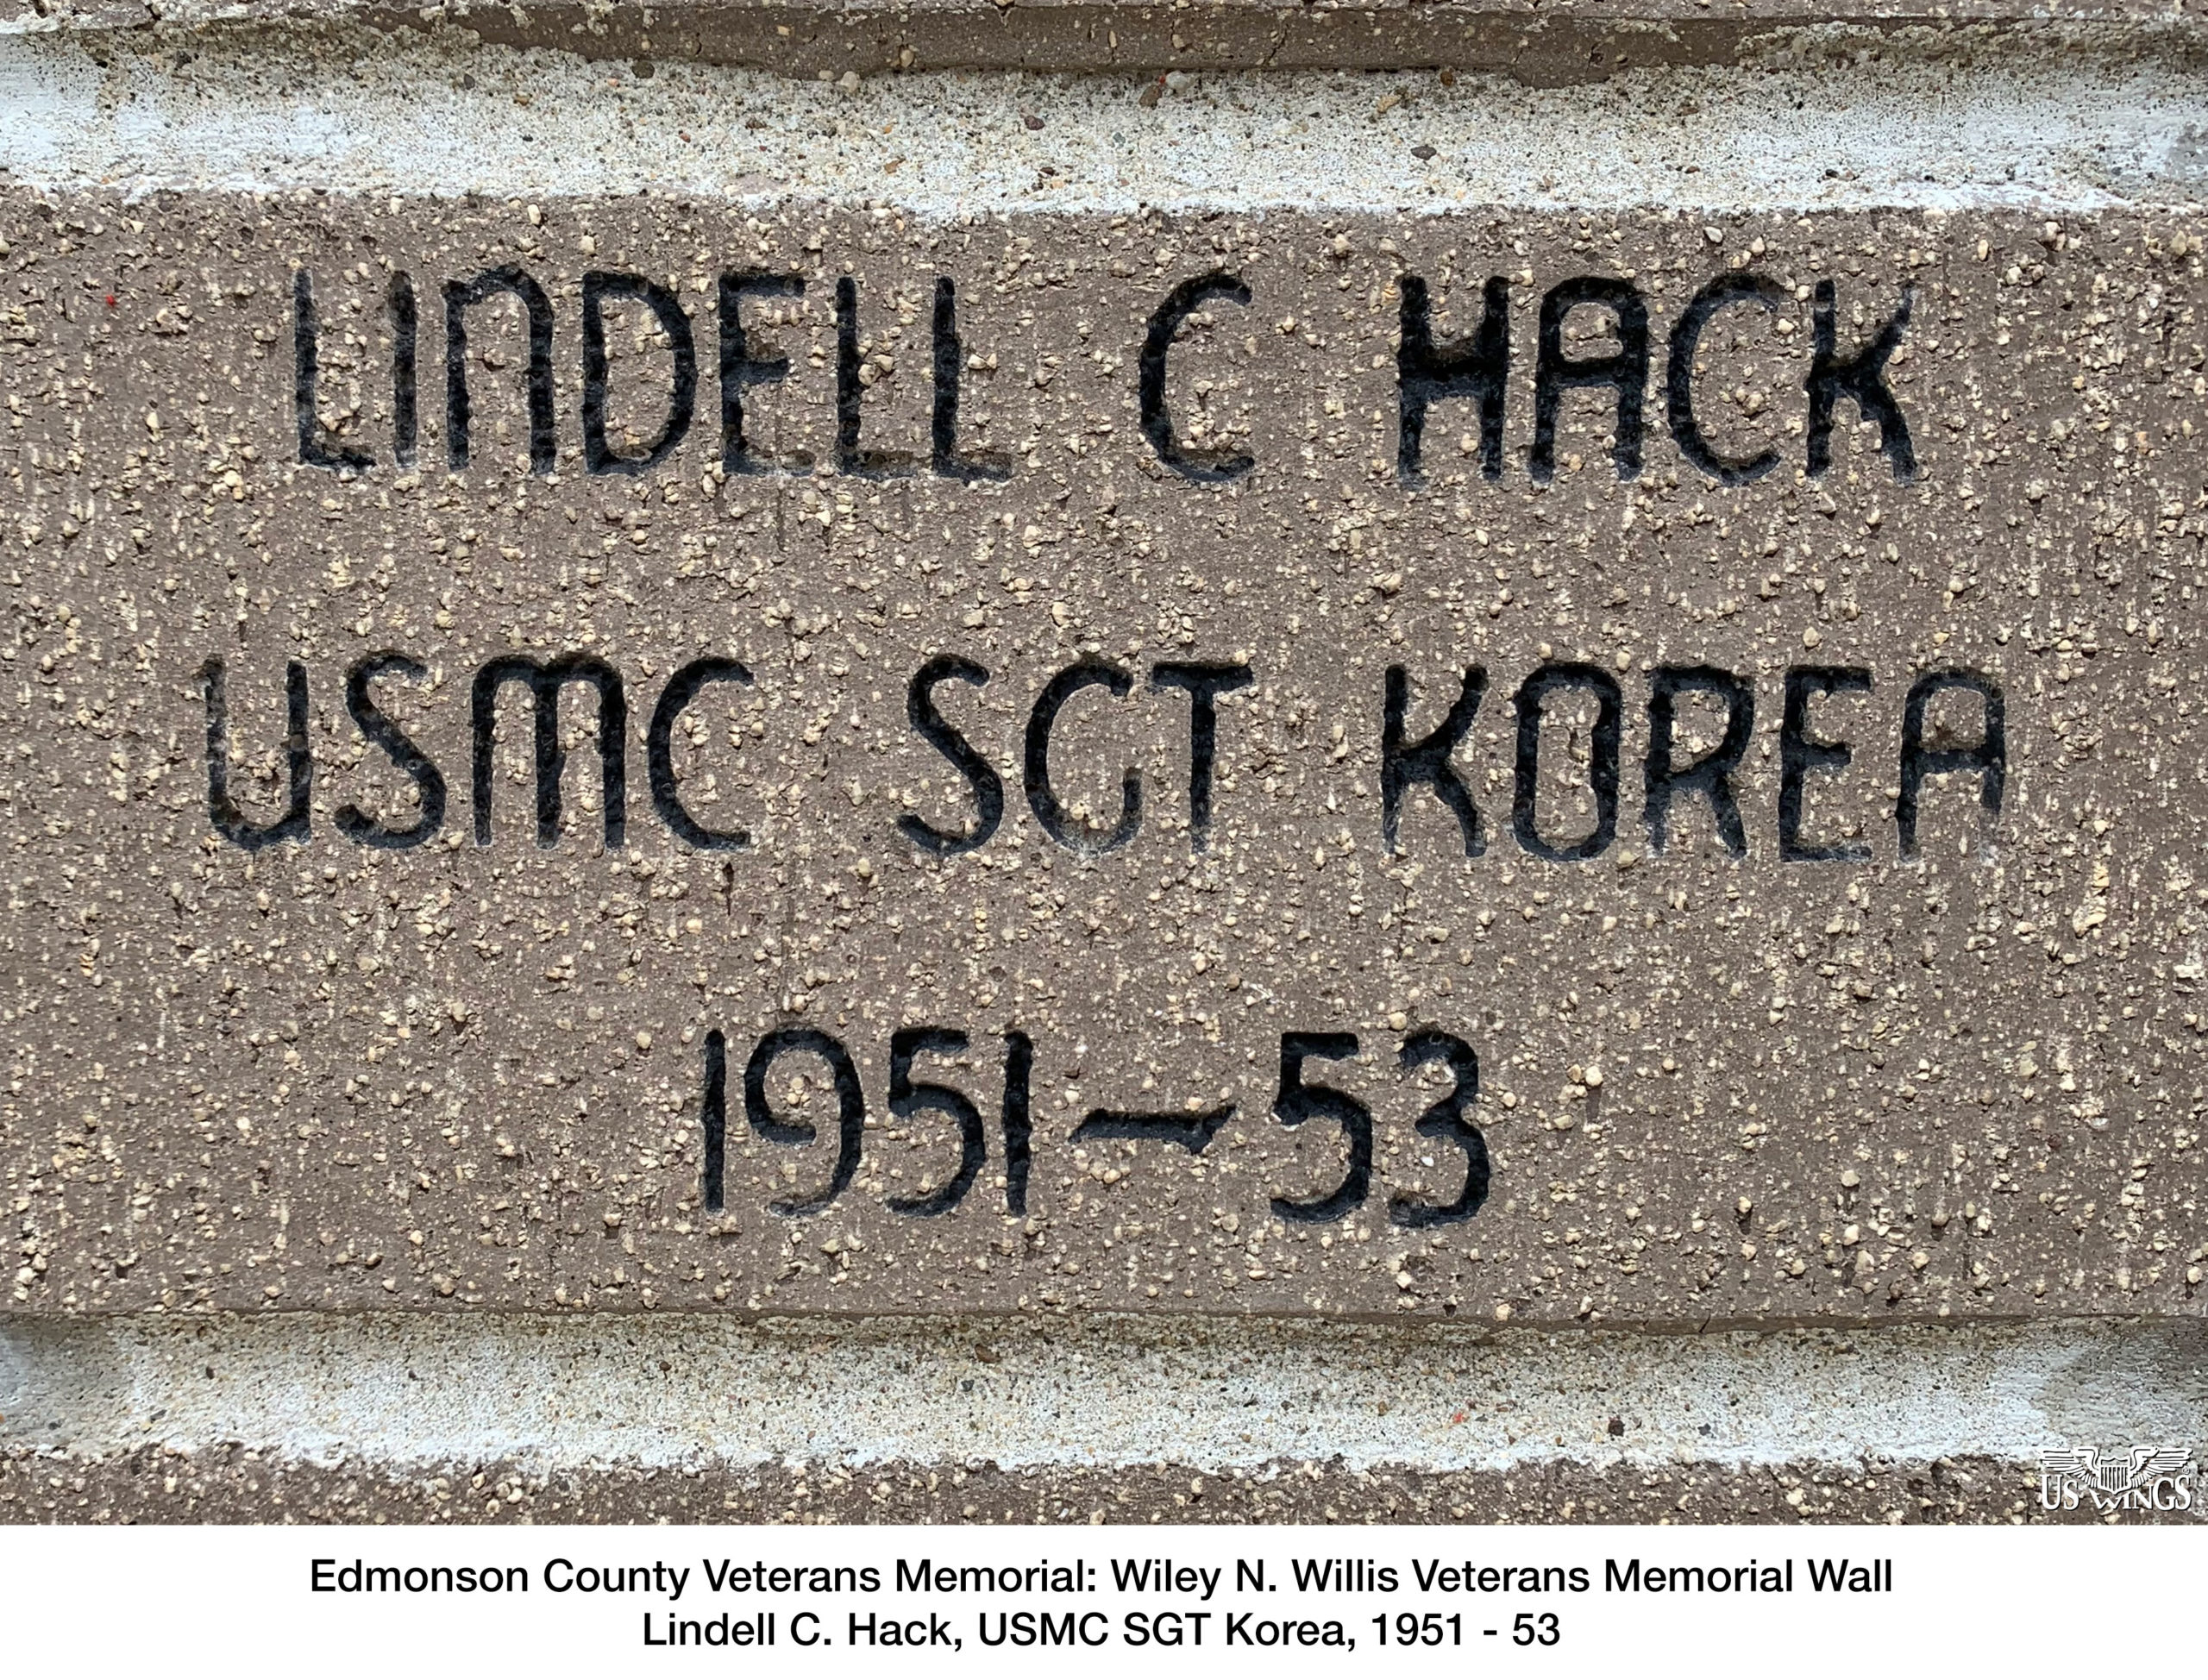 LINDELL C HACK
USMC SGT KOREA
1951-53
US WINGS
Edmonson County Veterans Memorial: Wiley N. Willis Veterans Memorial Wall
Lindell C. Hack, USMC SGT Korea, 1951 - 53